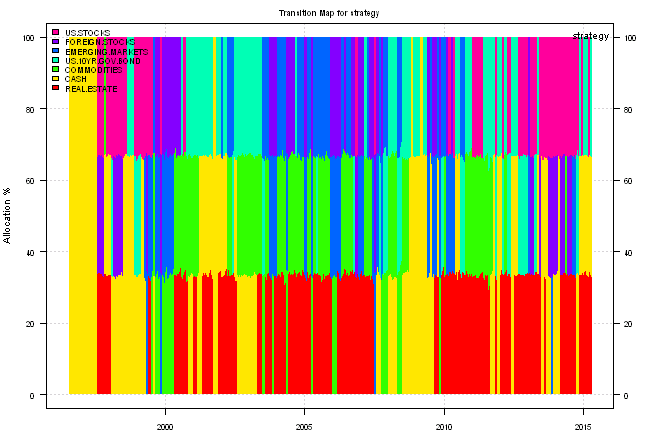 Transition Map for strategy
strategy
US.STOCKS
FOREIGN.STOCKS
EMERGING.MARKETS
US.10YR.GOV.BOND
COMMODITIES
CASH
REAL.ESTATE
Allocation %
100
80
60
40
20
0
100
80
60
40
20
0
2000 2005 2010 2015